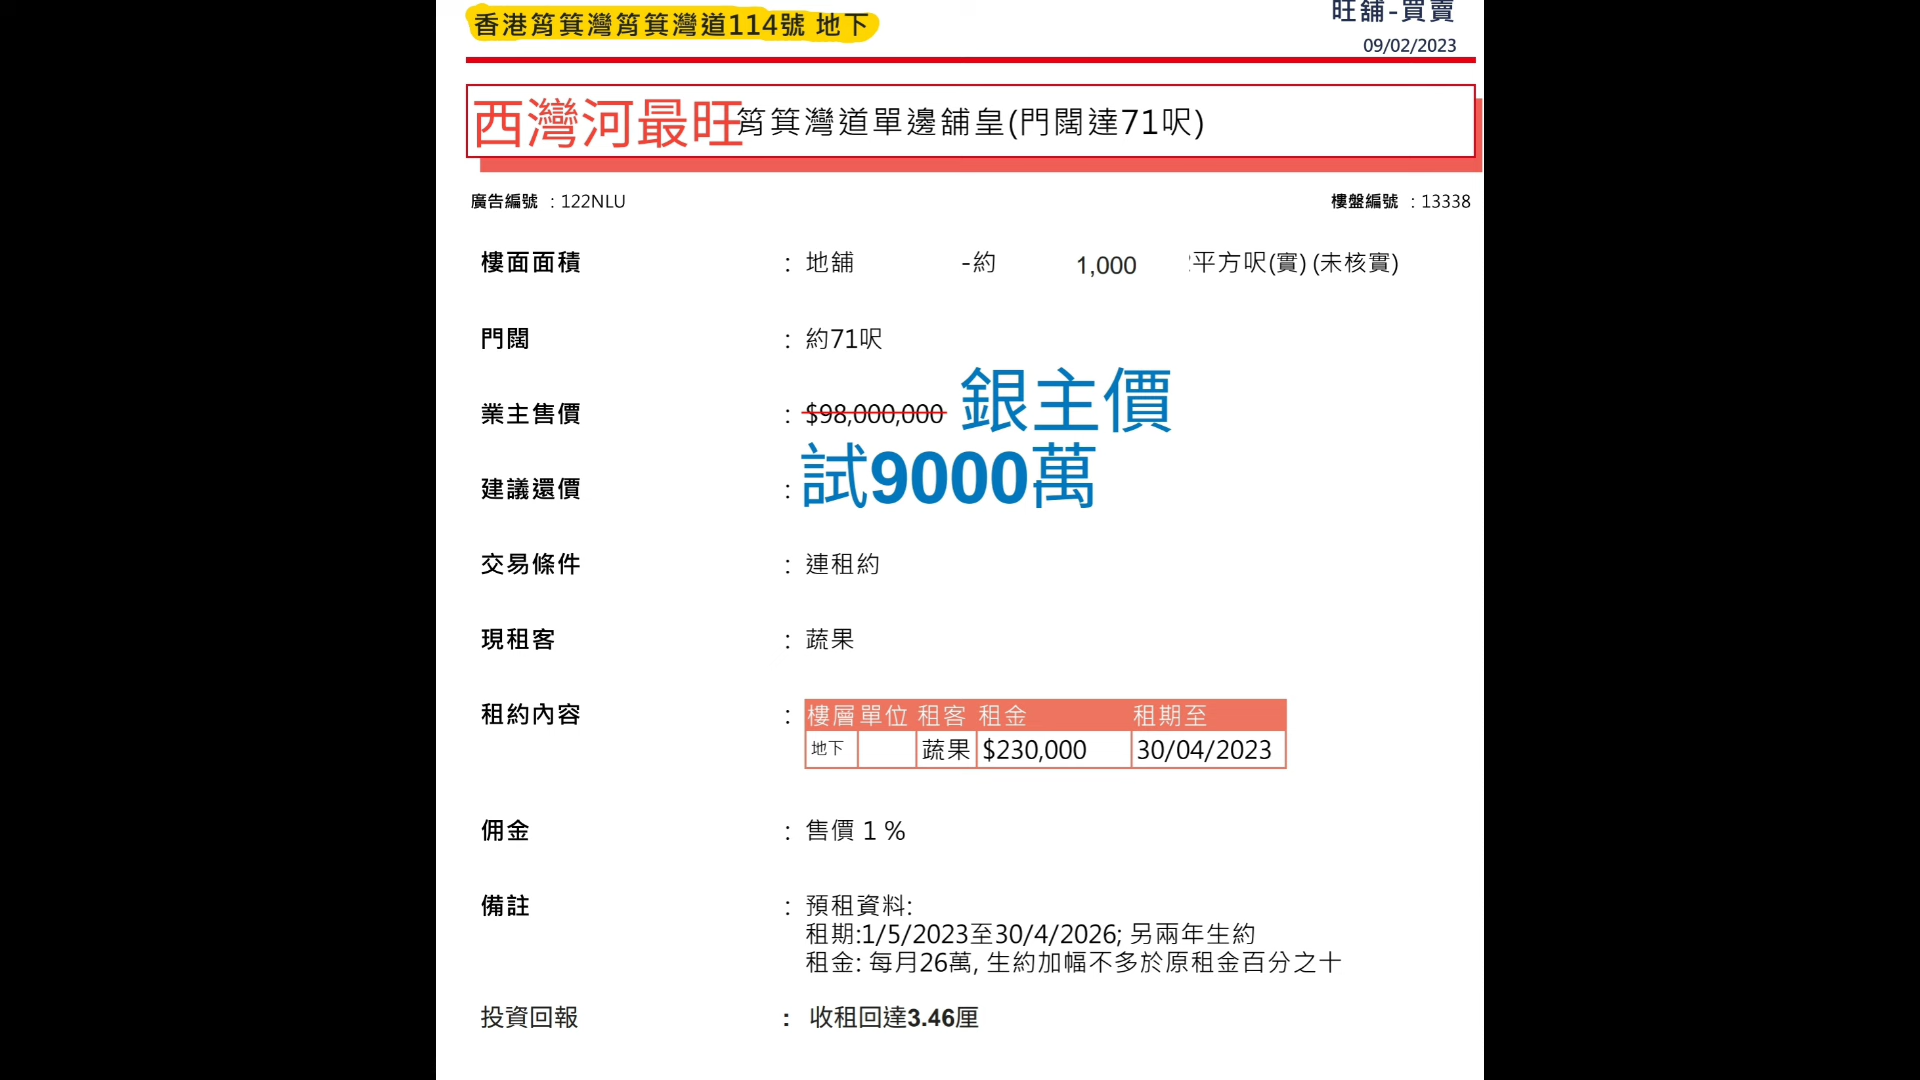 香港筲箕灣筲箕灣道114號 地下
旺舖-買賣
09/02/2023
西灣河最旺筲箕灣道單邊舖皇(門闊達71呎)
廣告編號 : 122NLU
樓盤編號 : 13338
樓面面積 : 地舖 -約 1,000 平方呎(實) (未核實)
門闊 : 約71呎
業主售價 : $98,000,000 銀主價
建議還價 : 試9000萬
交易條件 : 連租約
現租客 : 蔬果
租約內容 : 樓層 單位 租客 租金 租期至
地下 蔬果 $230,000 30/04/2023
佣金 : 售價 1 %
備註 : 預租資料:
租期:1/5/2023至30/4/2026; 另兩年生約
租金: 每月26萬, 生約加幅不多於原租金百分之十
投資回報 : 收租回達3.46厘